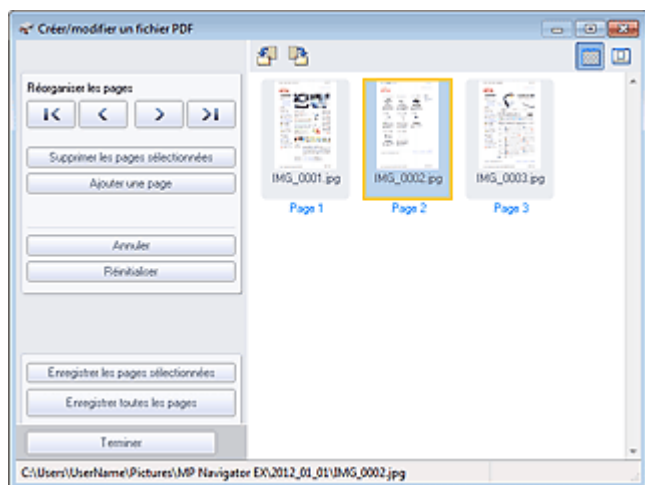 Créer/modifier un fichier PDF
Réorganiser les pages
Supprimer les pages sélectionnées
Ajouter une page
Annuler
Réinitialiser
Enregistrer les pages sélectionnées
Enregistrer toutes les pages
Terminer
IMG_0001.jpg IMG_0002.jpg IMG_0003.jpg
Page 1 Page 2 Page 3
C:\Users\UserName\Pictures\MP Navigator EX\2012_01_01\IMG_0002.jpg